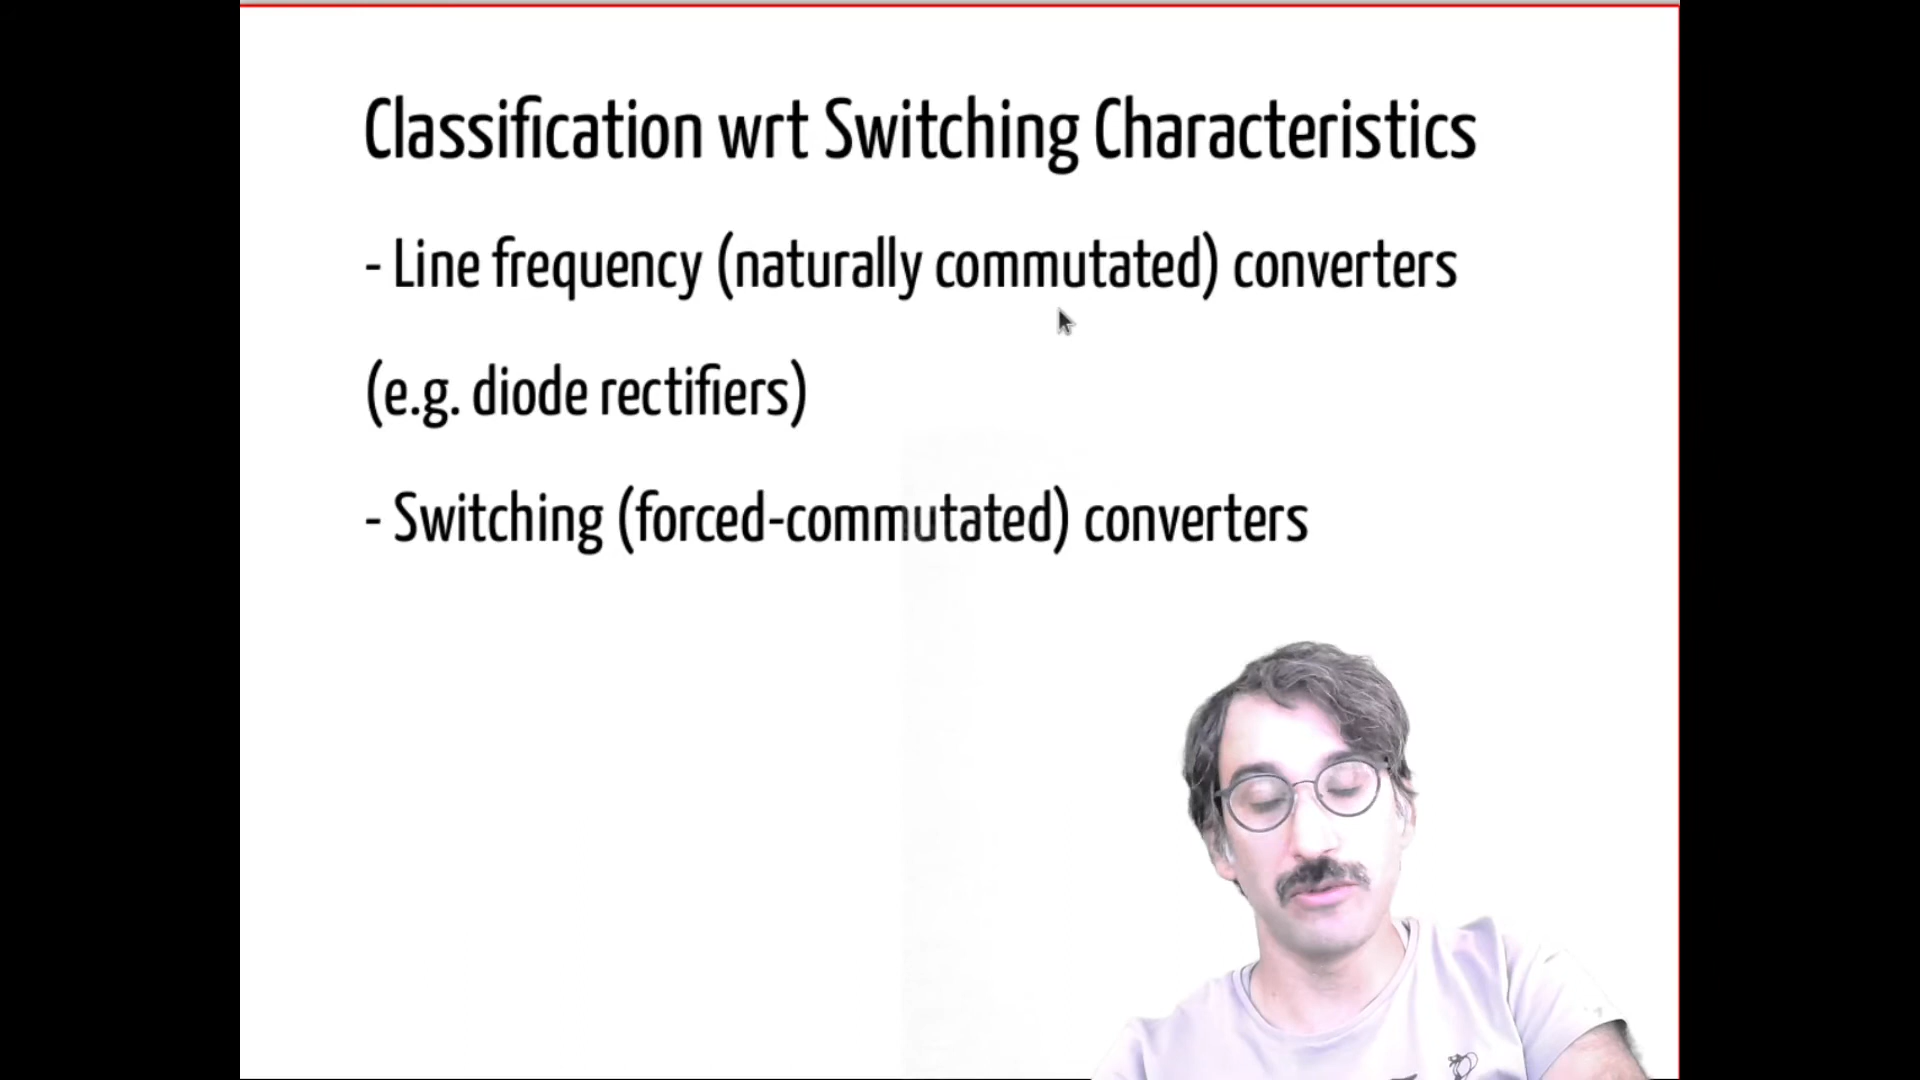 Classification wrt Switching Characteristics
- Line frequency (naturally commutated) converters
(e.g. diode rectifiers)
- Switching (forced-commutated) converters